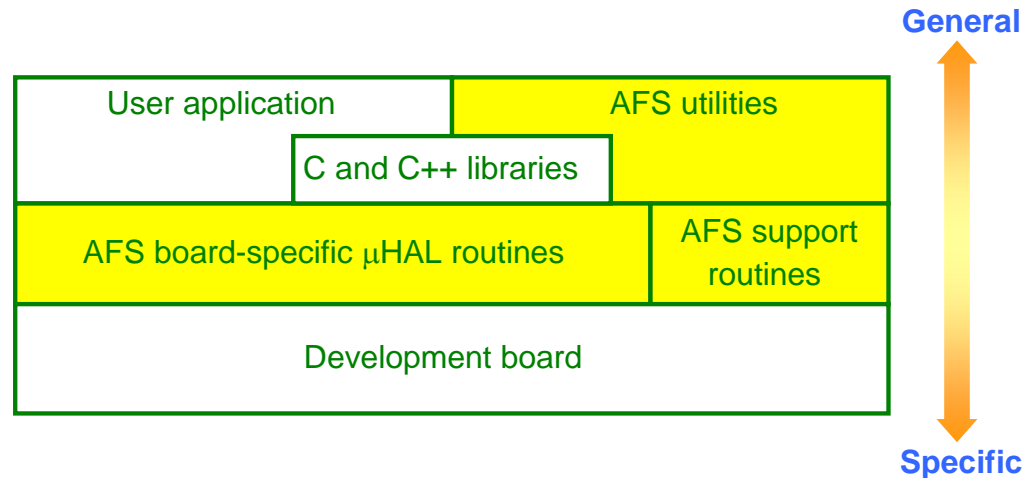 General
User application
AFS utilities
C and C++ libraries
AFS board-specific μHAL routines
AFS support
routines
Development board
Specific